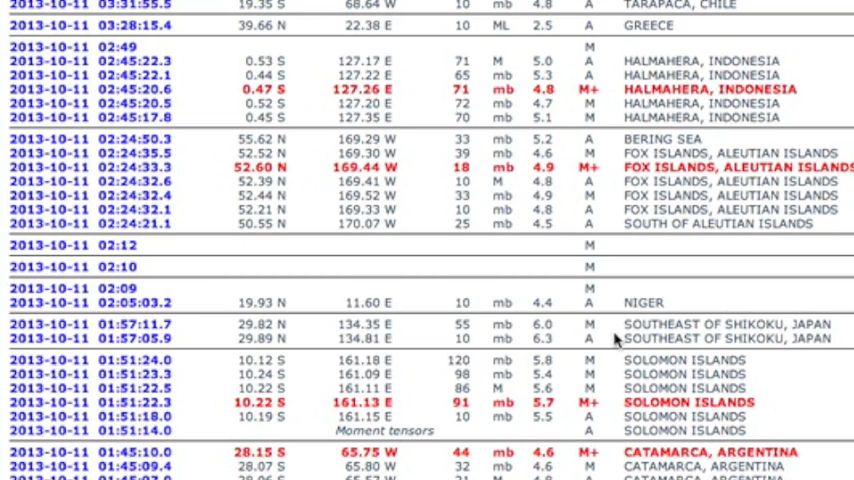 2013-10-11 03:31:55.5 19.35 S 68.64 W 10 mb 4.8 A TARAPACA, CHILE
2013-10-11 03:28:15.4 39.66 N 22.38 E 10 ML 2.5 A GREECE
2013-10-11 02:49 M
2013-10-11 02:45:22.3 0.53 S 127.17 E 71 M 5.0 A HALMAHERA, INDONESIA
2013-10-11 02:45:22.1 0.44 S 127.22 E 65 mb 5.3 A HALMAHERA, INDONESIA
2013-10-11 02:45:20.6 0.47 S 127.26 E 71 mb 4.8 M+ HALMAHERA, INDONESIA
2013-10-11 02:45:20.5 0.52 S 127.20 E 72 mb 4.7 M HALMAHERA, INDONESIA
2013-10-11 02:45:17.8 0.45 S 127.35 E 70 mb 5.1 M HALMAHERA, INDONESIA
2013-10-11 02:24:50.3 55.62 N 169.29 W 33 mb 5.2 A BERING SEA
2013-10-11 02:24:35.5 52.52 N 169.30 W 39 mb 4.6 M FOX ISLANDS, ALEUTIAN ISLANDS
2013-10-11 02:24:33.3 52.60 N 169.44 W 18 mb 4.9 M+ FOX ISLANDS, ALEUTIAN ISLANDS
2013-10-11 02:24:32.6 52.39 N 169.41 W 10 M 4.8 A FOX ISLANDS, ALEUTIAN ISLANDS
2013-10-11 02:24:32.4 52.44 N 169.52 W 33 mb 4.9 M FOX ISLANDS, ALEUTIAN ISLANDS
2013-10-11 02:24:32.1 52.21 N 169.33 W 10 mb 4.8 A FOX ISLANDS, ALEUTIAN ISLANDS
2013-10-11 02:24:21.1 50.55 N 170.07 W 25 mb 4.5 A SOUTH OF ALEUTIAN ISLANDS
2013-10-11 02:12 M
2013-10-11 02:10 M
2013-10-11 02:09 M
2013-10-11 02:05:03.2 19.93 N 11.60 E 10 mb 4.4 A NIGER
2013-10-11 01:57:11.7 29.82 N 134.35 E 55 mb 6.0 M SOUTHEAST OF SHIKOKU, JAPAN
2013-10-11 01:57:05.9 29.89 N 134.81 E 10 mb 6.3 A SOUTHEAST OF SHIKOKU, JAPAN
2013-10-11 01:51:24.0 10.12 S 161.18 E 120 mb 5.8 M SOLOMON ISLANDS
2013-10-11 01:51:23.3 10.24 S 161.09 E 98 mb 5.4 M SOLOMON ISLANDS
2013-10-11 01:51:22.5 10.22 S 161.11 E 86 M 5.6 M SOLOMON ISLANDS
2013-10-11 01:51:22.3 10.22 S 161.13 E 91 mb 5.7 M+ SOLOMON ISLANDS
2013-10-11 01:51:18.0 10.19 S 161.15 E 10 mb 5.5 A SOLOMON ISLANDS
2013-10-11 01:51:14.0 Moment tensors A SOLOMON ISLANDS
2013-10-11 01:45:10.0 28.15 S 65.75 W 44 mb 4.6 M+ CATAMARCA, ARGENTINA
2013-10-11 01:45:09.4 28.07 S 65.80 W 32 mb 4.6 M CATAMARCA, ARGENTINA